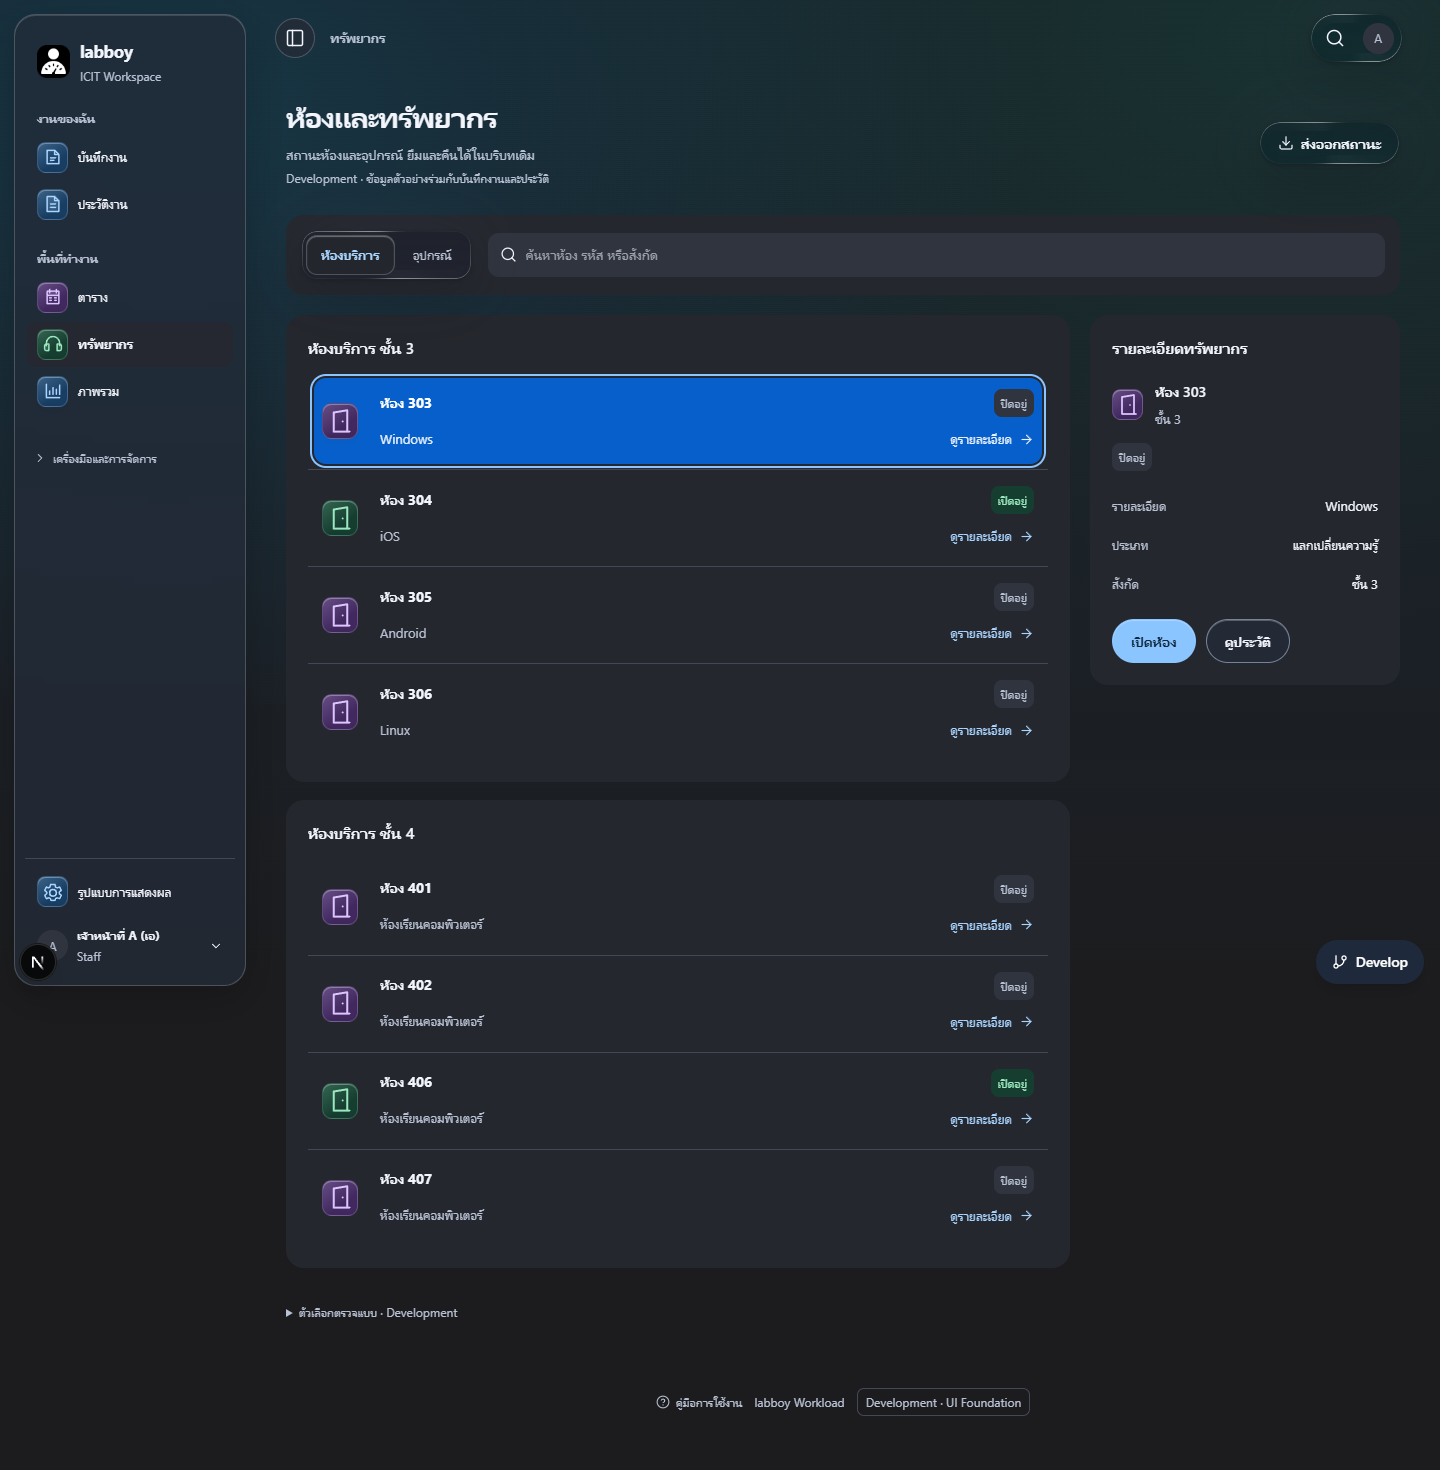 labboy
ICIT Workspace
งานของฉัน
บันทึกงาน
ประวัติงาน
พื้นที่ทำงาน
ตาราง
ทรัพยากร
ภาพรวม
เครื่องมือและการจัดการ
รูปแบบการแสดงผล
A
เจ้าหน้าที่ A (เอ)
Staff
N
ทรัพยากร
A
ห้องและทรัพยากร
สถานะห้องและอุปกรณ์ ยืมและคืนได้ในบริบทเดิม
Development · ข้อมูลตัวอย่างร่วมกับบันทึกงานและประวัติ
ส่งออกสถานะ
ห้องบริการ
อุปกรณ์
ค้นหาห้อง รหัส หรือสังกัด
ห้องบริการ ชั้น 3
ห้อง 303
ปิดอยู่
Windows
ดูรายละเอียด
ห้อง 304
เปิดอยู่
iOS
ดูรายละเอียด
ห้อง 305
ปิดอยู่
Android
ดูรายละเอียด
ห้อง 306
ปิดอยู่
Linux
ดูรายละเอียด
ห้องบริการ ชั้น 4
ห้อง 401
ปิดอยู่
ห้องเรียนคอมพิวเตอร์
ดูรายละเอียด
ห้อง 402
ปิดอยู่
ห้องเรียนคอมพิวเตอร์
ดูรายละเอียด
ห้อง 406
เปิดอยู่
ห้องเรียนคอมพิวเตอร์
ดูรายละเอียด
ห้อง 407
ปิดอยู่
ห้องเรียนคอมพิวเตอร์
ดูรายละเอียด
รายละเอียดทรัพยากร
ห้อง 303
ชั้น 3
ปิดอยู่
รายละเอียด Windows
ประเภท แลกเปลี่ยนความรู้
สังกัด ชั้น 3
เปิดห้อง
ดูประวัติ
Develop
ตัวเลือกตรวจแบบ · Development
คู่มือการใช้งาน
labboy Workload
Development · UI Foundation